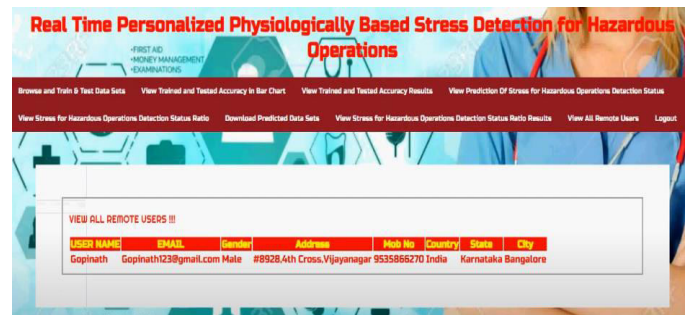 Real Time Personalized Physiologically Based Stress Detection for Hazardous
Operations
•FIRST AID
•MONEY MANAGEMENT
•EXAMINATIONS
Browse and Train & Test Data Sets View Trained and Tested Accuracy in Bar Chart View Trained and Tested Accuracy Results View Prediction Of Stress for Hazardous Operations Detection Status
View Stress for Hazardous Operations Detection Status Ratio Download Predicted Data Sets View Stress for Hazardous Operations Detection Status Ratio Results View All Remote Users Logout
VIEW ALL REMOTE USERS !!!
USER NAME EMAIL Gender Address Mob No Country State City
Gopinath Gopinath123@gmail.com Male #8928,4th Cross,Vijayanagar 9535866270 India Karnataka Bangalore